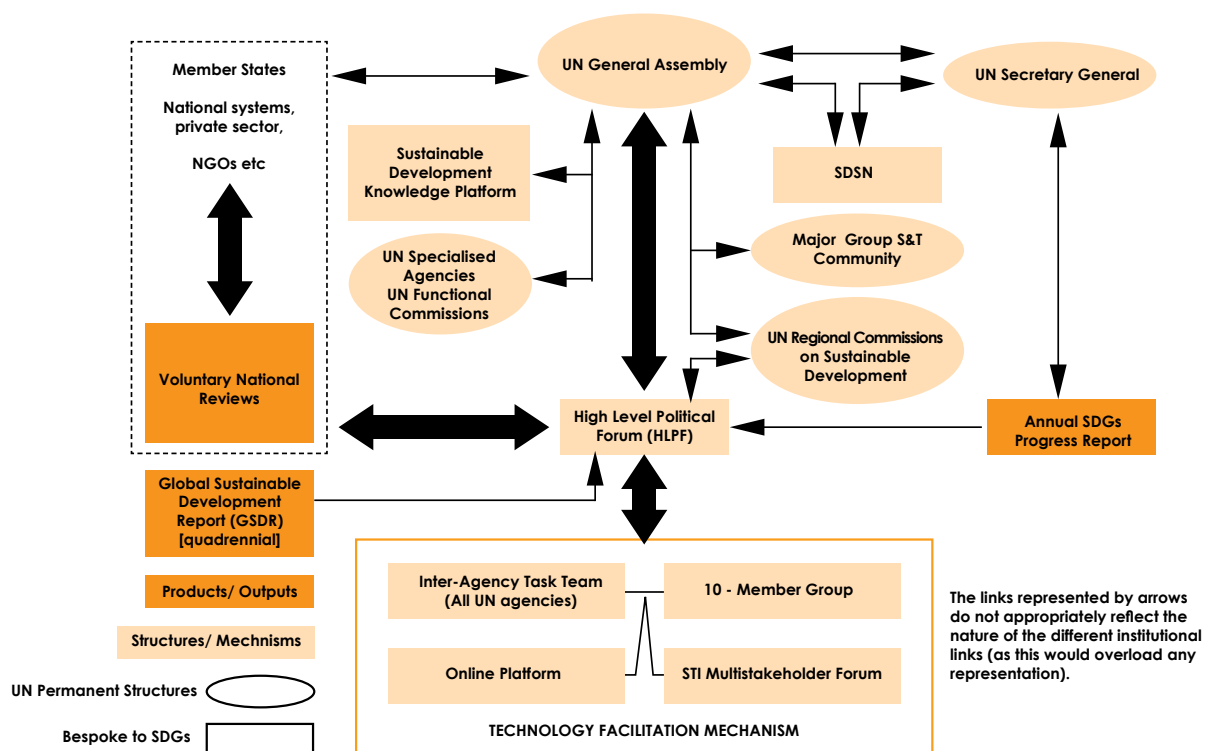 Member States
National systems,
private sector,
NGOs etc
UN General Assembly
UN Secretary General
Sustainable
Development
Knowledge Platform
SDSN
UN Specialised
Agencies
UN Functional
Commissions
Major Group S&T
Community
UN Regional Commissions
on Sustainable
Development
Voluntary National
Reviews
High Level Political
Forum (HLPF)
Annual SDGs
Progress Report
Global Sustainable
Development
Report (GSDR)
[quadrennial]
Products/ Outputs
Structures/ Mechnisms
UN Permanent Structures
Bespoke to SDGs
Inter-Agency Task Team
(All UN agencies)
10 - Member Group
Online Platform
STI Multistakeholder Forum
TECHNOLOGY FACILITATION MECHANISM
The links represented by arrows
do not appropriately reflect the
nature of the different institutional
links (as this would overload any
representation).